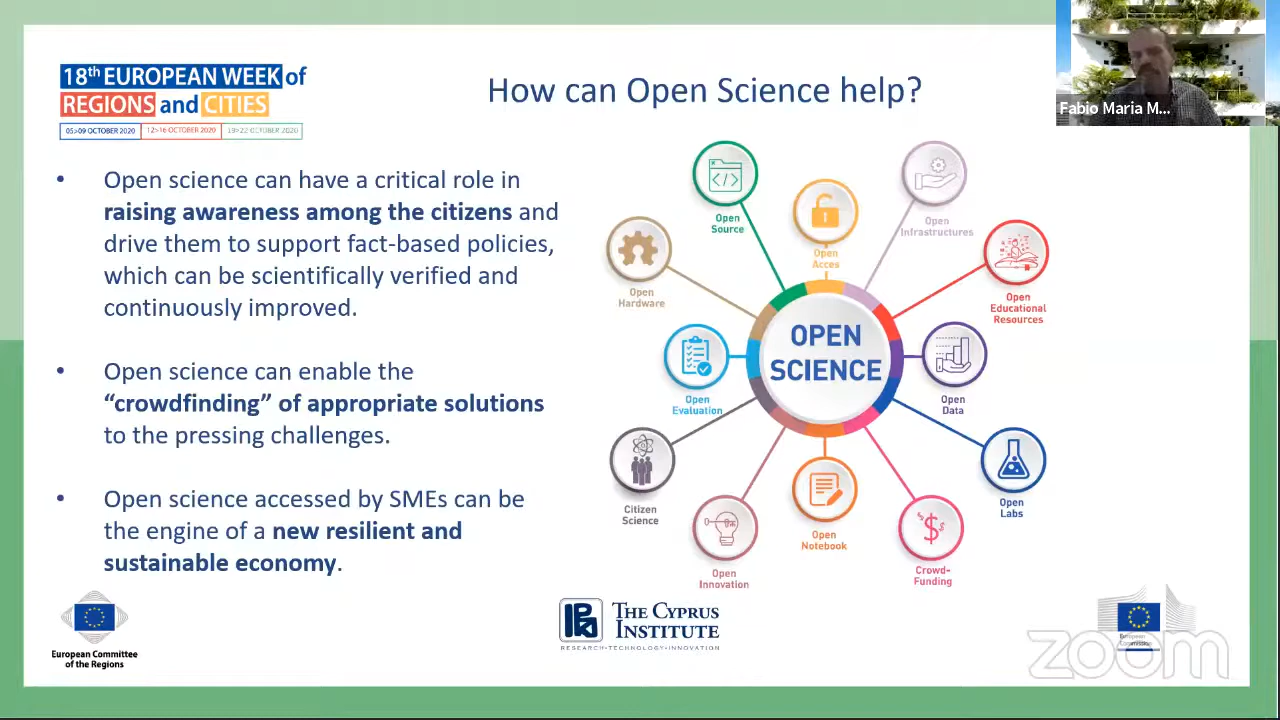 18th EUROPEAN WEEK of
REGIONS and CITIES
05>09 OCTOBER 2020
12>16 OCTOBER 2020
19>22 OCTOBER 2020
How can Open Science help?
Fabio Maria M...
• Open science can have a critical role in
raising awareness among the citizens and
drive them to support fact-based policies,
which can be scientifically verified and
continuously improved.
• Open science can enable the
“crowdfinding” of appropriate solutions
to the pressing challenges.
• Open science accessed by SMEs can be
the engine of a new resilient and
sustainable economy.
Open
Source
Open
Acces
Open
Infrastructures
Open
Hardware
Open
Educational
Resources
OPEN
SCIENCE
Open
Evaluation
Open
Data
Citizen
Science
Open
Labs
Open
Innovation
Open
Notebook
Crowd-
Funding
European Committee
of the Regions
THE CYPRUS
INSTITUTE
RESEARCH•TECHNOLOGY•INNOVATION
European
Commission
zoom